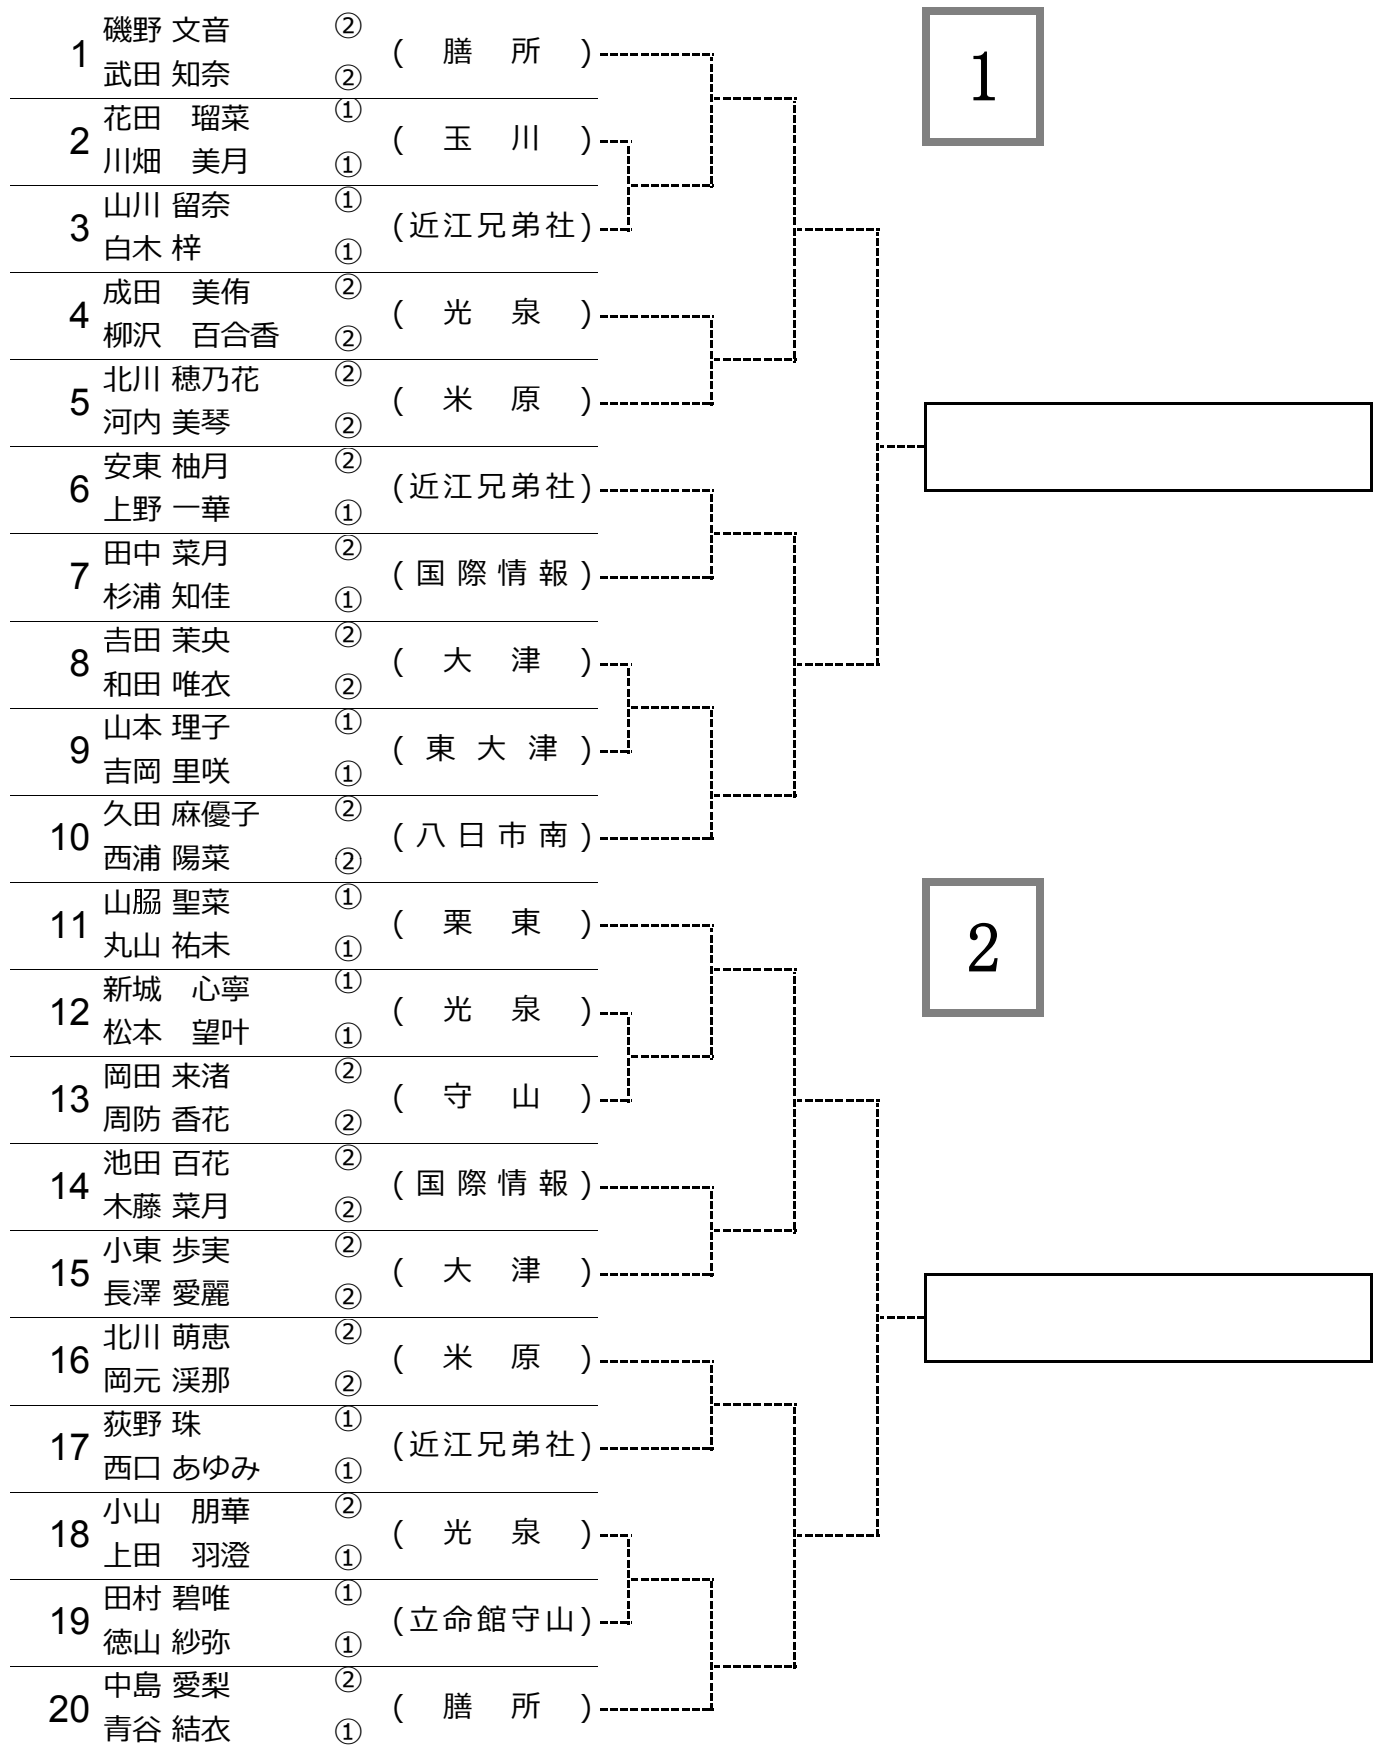 1
磯野 文音 ②
( 膳 所 )
武田 知奈 ②
1
花田 瑠菜 ①
2 ( 玉 川 )
川畑 美月 ①
山川 留奈 ①
3 (近江兄弟社)
白木 梓 ①
成田 美侑 ②
4 ( 光 泉 )
柳沢 百合香 ②
北川 穂乃花 ②
5 ( 米 原 )
河内 美琴 ②
安東 柚月 ②
6 (近江兄弟社)
上野 一華 ①
田中 菜月 ②
7 ( 国 際 情 報 )
杉浦 知佳 ①
𠮷田 茉央 ②
8 ( 大 津 )
和田 唯衣 ②
山本 理子 ①
9 ( 東 大 津 )
吉岡 里咲 ①
久田 麻優子 ②
10 ( 八 日 市 南 )
西浦 陽菜 ②
山脇 聖菜 ①
11 ( 栗 東 )
丸山 祐未 ①
2
新城 心寧 ①
12 ( 光 泉 )
松本 望叶 ①
岡田 来渚 ②
13 ( 守 山 )
周防 香花 ②
池田 百花 ②
14 ( 国 際 情 報 )
木藤 菜月 ②
小東 歩実 ②
15 ( 大 津 )
長澤 愛麗 ②
北川 萌恵 ②
16 ( 米 原 )
岡元 渓那 ②
荻野 珠 ①
17 (近江兄弟社)
西口 あゆみ ①
小山 朋華 ②
18 ( 光 泉 )
上田 羽澄 ①
田村 碧唯 ①
19 (立命館守山)
徳山 紗弥 ①
中島 愛梨 ②
20 ( 膳 所 )
青谷 結衣 ①